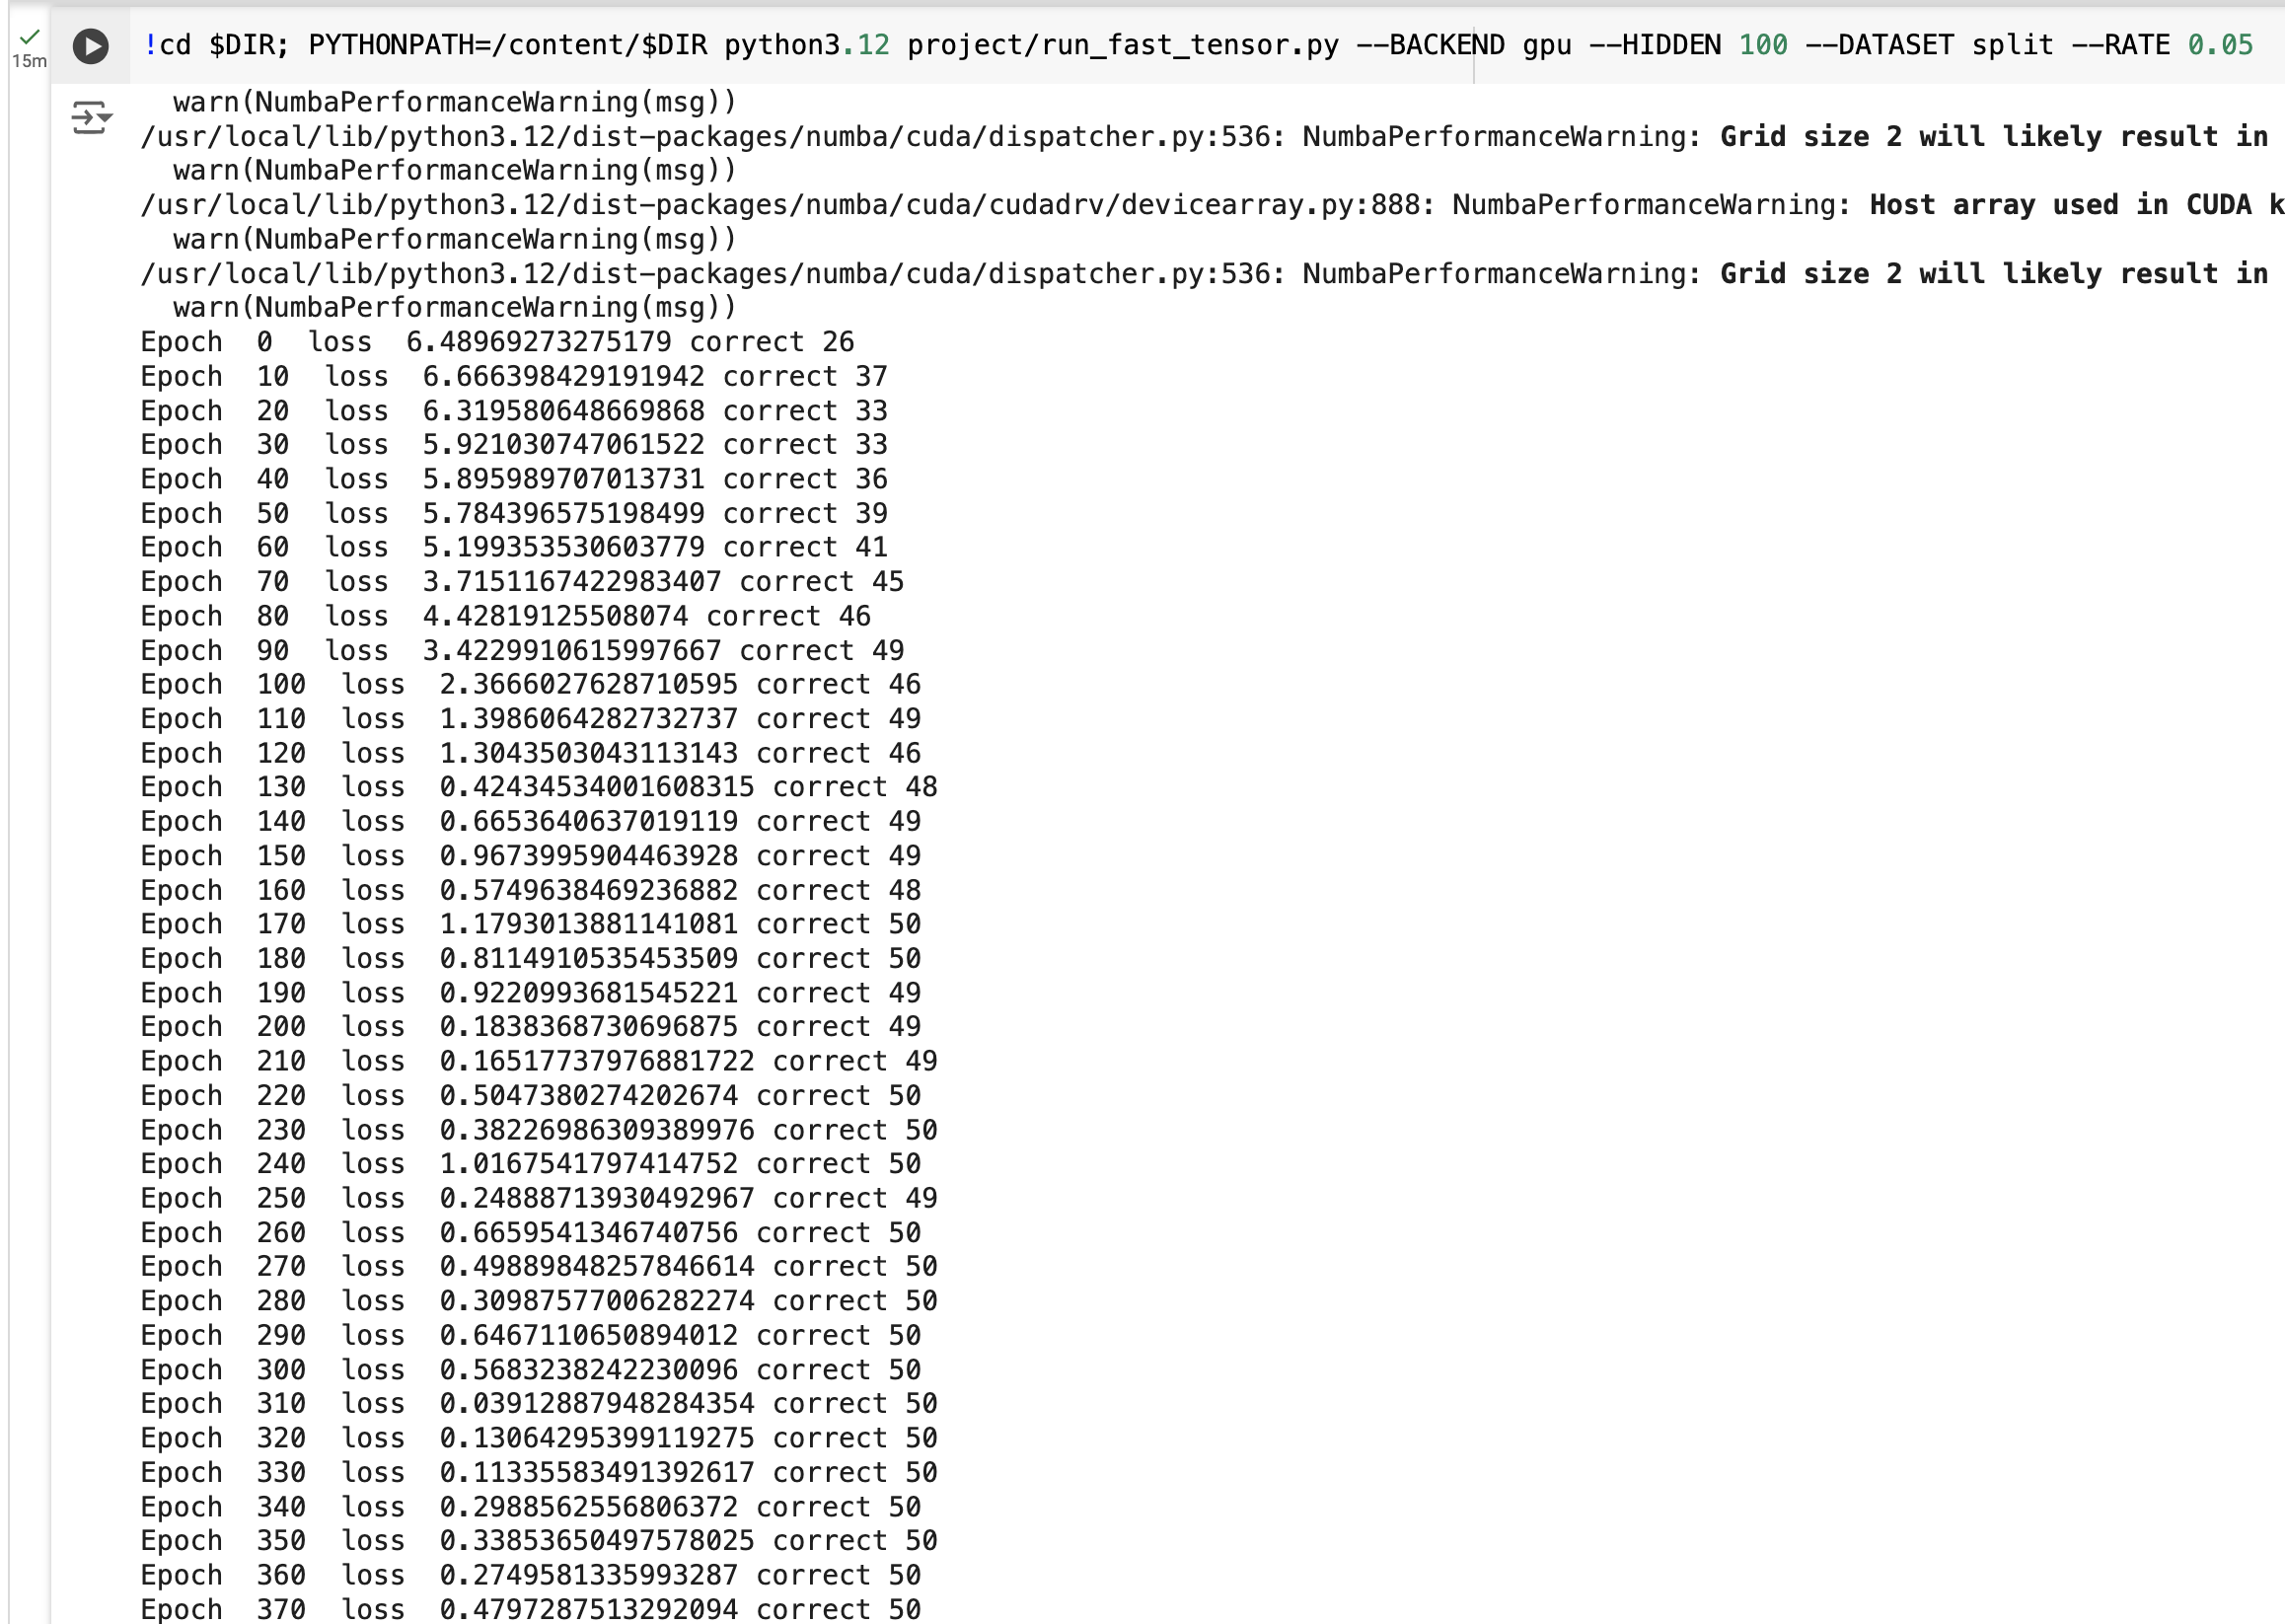 15m
!cd $DIR; PYTHONPATH=/content/$DIR python3.12 project/run_fast_tensor.py --BACKEND gpu --HIDDEN 100 --DATASET split --RATE 0.05
warn(NumbaPerformanceWarning(msg))
/usr/local/lib/python3.12/dist-packages/numba/cuda/dispatcher.py:536: NumbaPerformanceWarning: Grid size 2 will likely result in
warn(NumbaPerformanceWarning(msg))
/usr/local/lib/python3.12/dist-packages/numba/cuda/cudadrv/devicearray.py:888: NumbaPerformanceWarning: Host array used in CUDA k
warn(NumbaPerformanceWarning(msg))
/usr/local/lib/python3.12/dist-packages/numba/cuda/dispatcher.py:536: NumbaPerformanceWarning: Grid size 2 will likely result in
warn(NumbaPerformanceWarning(msg))
Epoch 0 loss 6.48969273275179 correct 26
Epoch 10 loss 6.666398429191942 correct 37
Epoch 20 loss 6.319580648669868 correct 33
Epoch 30 loss 5.921030747061522 correct 33
Epoch 40 loss 5.895989707013731 correct 36
Epoch 50 loss 5.784396575198499 correct 39
Epoch 60 loss 5.199353530603779 correct 41
Epoch 70 loss 3.7151167422983407 correct 45
Epoch 80 loss 4.42819125508074 correct 46
Epoch 90 loss 3.4229910615997667 correct 49
Epoch 100 loss 2.3666027628710595 correct 46
Epoch 110 loss 1.3986064282732737 correct 49
Epoch 120 loss 1.3043503043113143 correct 46
Epoch 130 loss 0.42434534001608315 correct 48
Epoch 140 loss 0.6653640637019119 correct 49
Epoch 150 loss 0.9673995904463928 correct 49
Epoch 160 loss 0.5749638469236882 correct 48
Epoch 170 loss 1.1793013881141081 correct 50
Epoch 180 loss 0.8114910535453509 correct 50
Epoch 190 loss 0.9220993681545221 correct 49
Epoch 200 loss 0.1838368730696875 correct 49
Epoch 210 loss 0.16517737976881722 correct 49
Epoch 220 loss 0.5047380274202674 correct 50
Epoch 230 loss 0.38226986309389976 correct 50
Epoch 240 loss 1.0167541797414752 correct 50
Epoch 250 loss 0.24888713930492967 correct 49
Epoch 260 loss 0.6659541346740756 correct 50
Epoch 270 loss 0.49889848257846614 correct 50
Epoch 280 loss 0.30987577006282274 correct 50
Epoch 290 loss 0.6467110650894012 correct 50
Epoch 300 loss 0.5683238242230096 correct 50
Epoch 310 loss 0.03912887948284354 correct 50
Epoch 320 loss 0.13064295399119275 correct 50
Epoch 330 loss 0.11335583491392617 correct 50
Epoch 340 loss 0.2988562556806372 correct 50
Epoch 350 loss 0.33853650497578025 correct 50
Epoch 360 loss 0.2749581335993287 correct 50
Epoch 370 loss 0.4797287513292094 correct 50